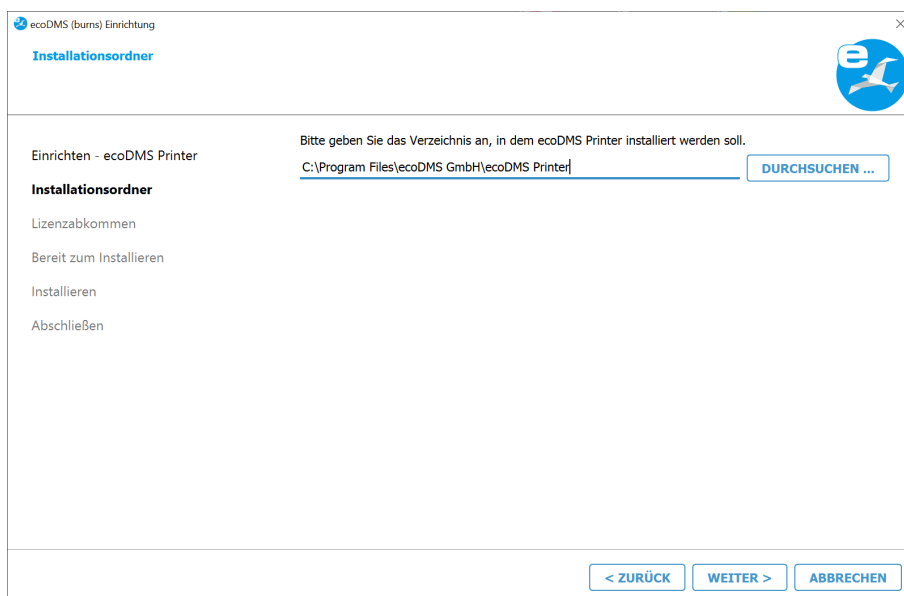 ecoDMS (burns) Einrichtung
Installationsordner
e
Bitte geben Sie das Verzeichnis an, in dem ecoDMS Printer installiert werden soll.
Einrichten - ecoDMS Printer
C:\Program Files\ecoDMS GmbH\ecoDMS Printer
DURCHSUCHEN ...
Installationsordner
Lizenzabkommen
Bereit zum Installieren
Installieren
Abschließen
< ZURÜCK WEITER > ABBRECHEN